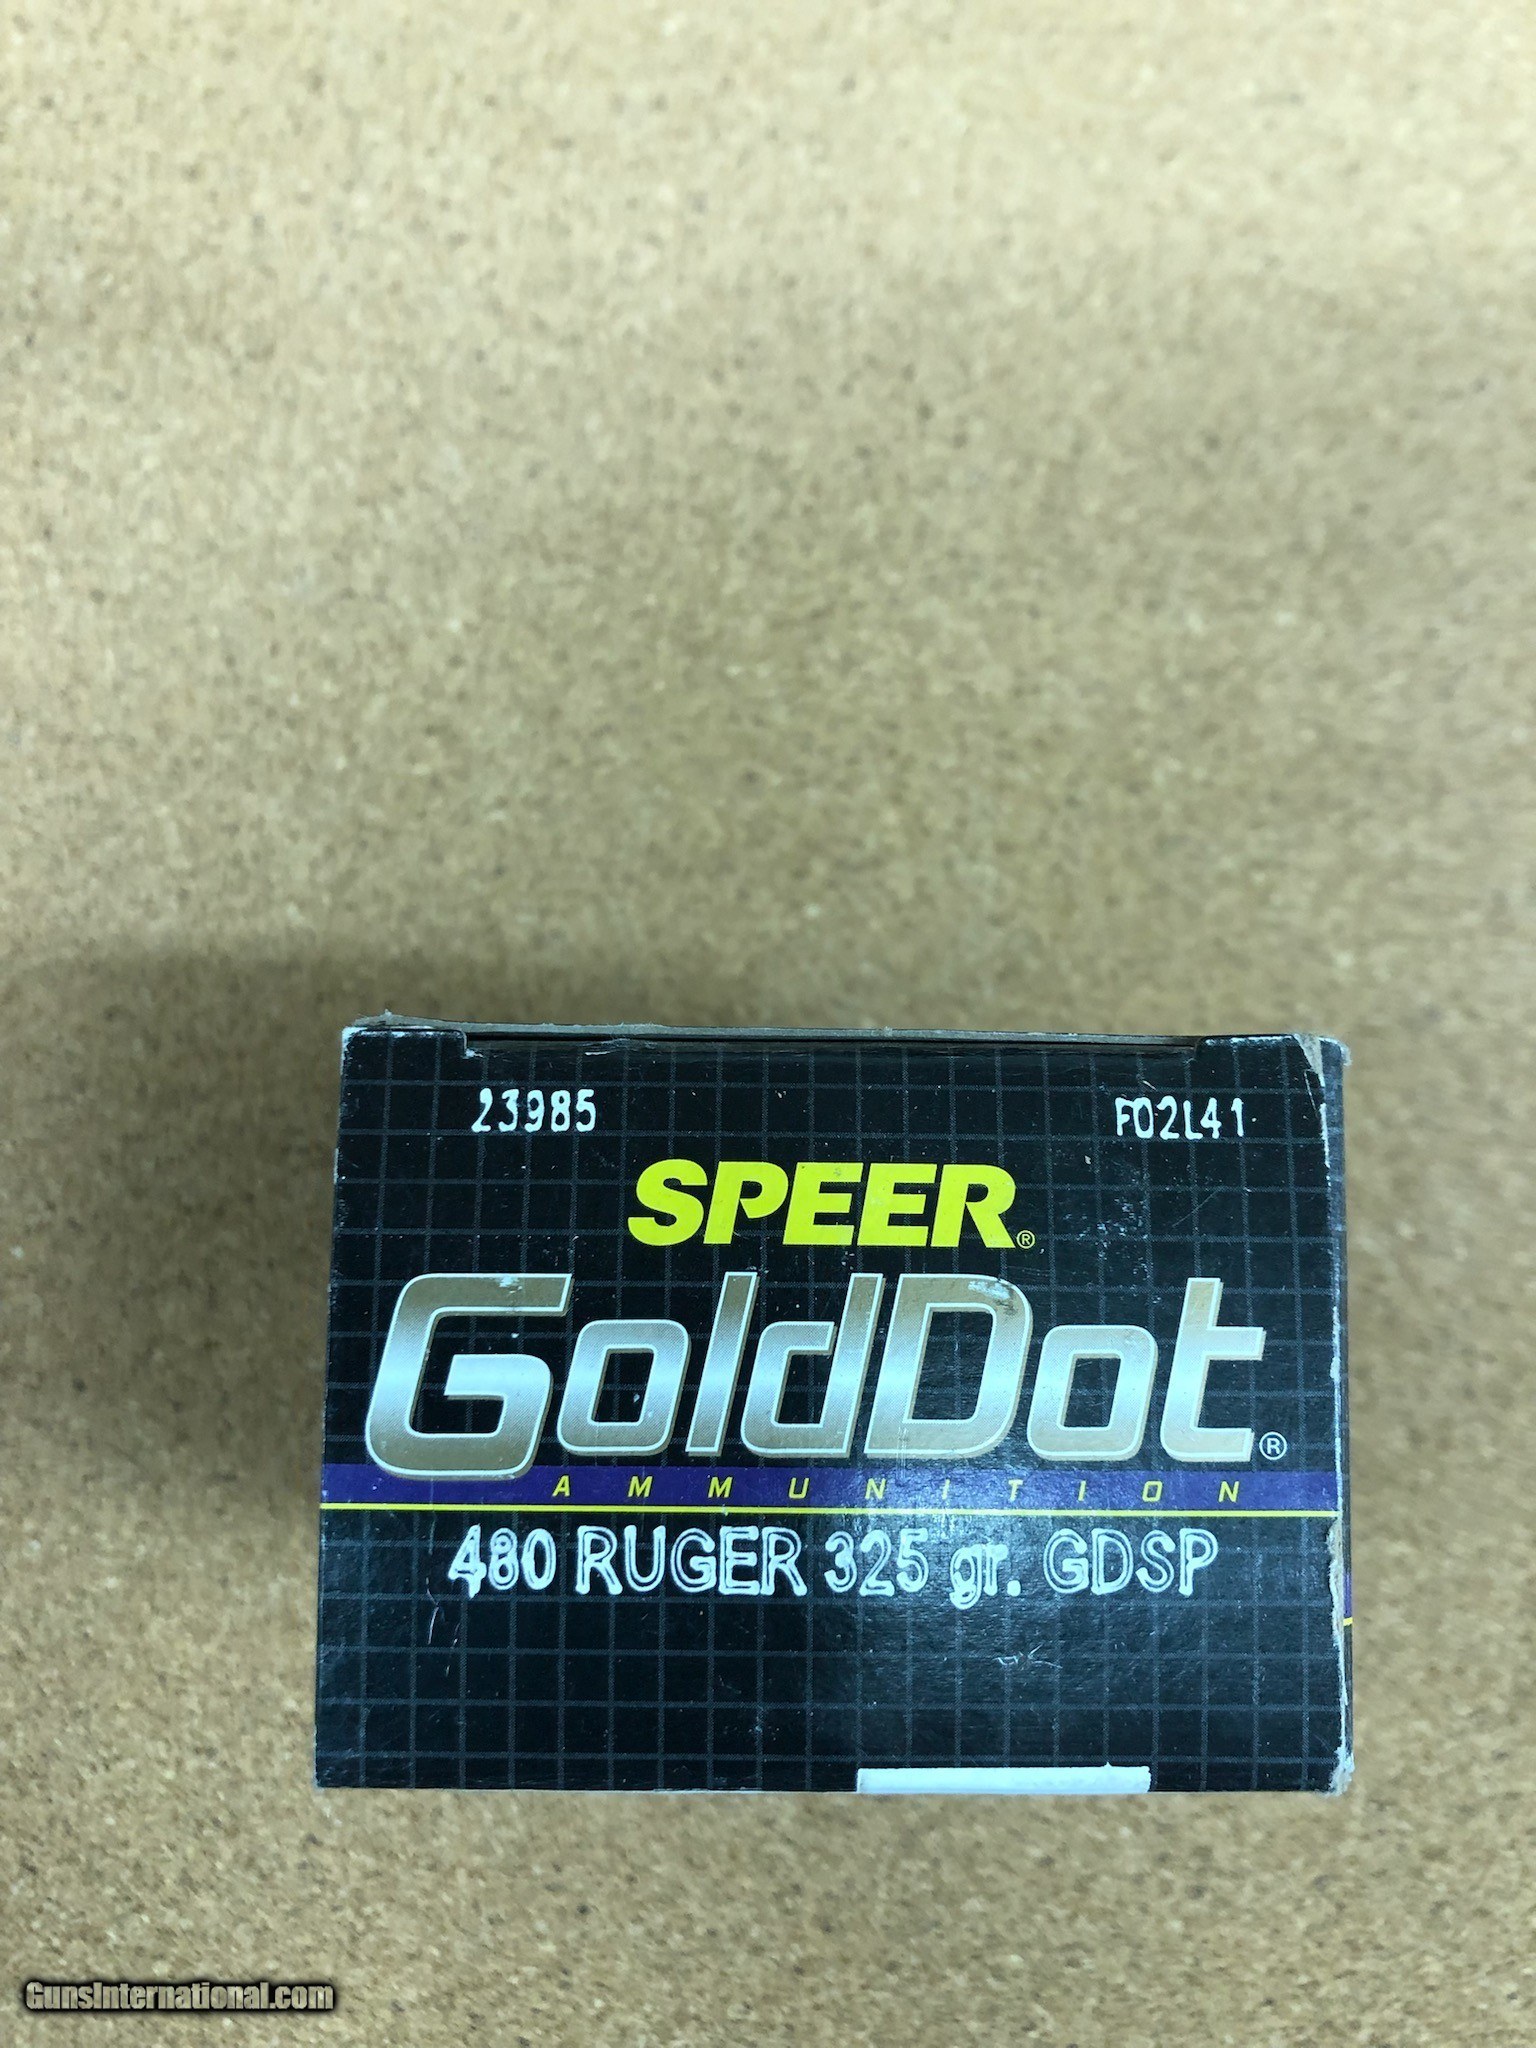 23985 F02L41
SPEER®
GoldDot®
AMMUNITION
480 RUGER 325 gr. GDSP
GunsInternational.com